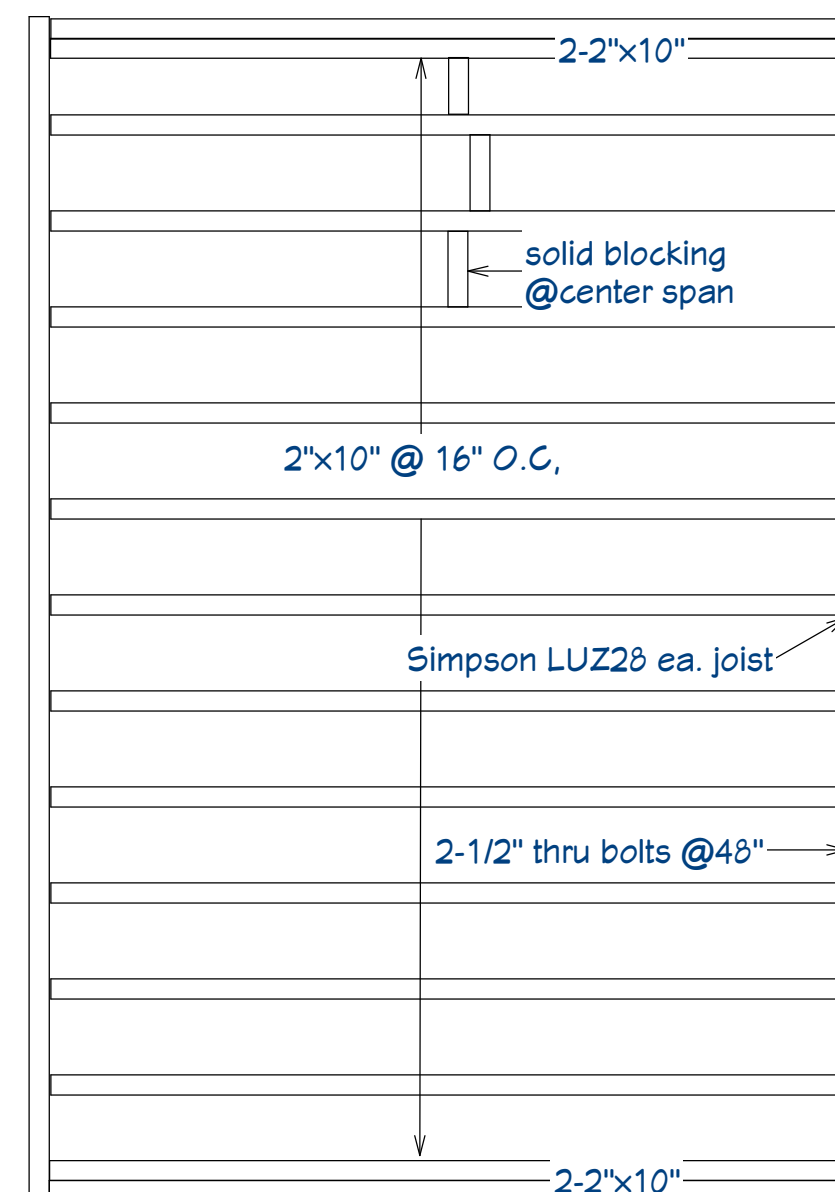 2-2"x10"
solid blocking
@center span
2"x10" @ 16" O.C,
Simpson LUZ28 ea. joist
2-1/2" thru bolts @48"
2-2"x10"